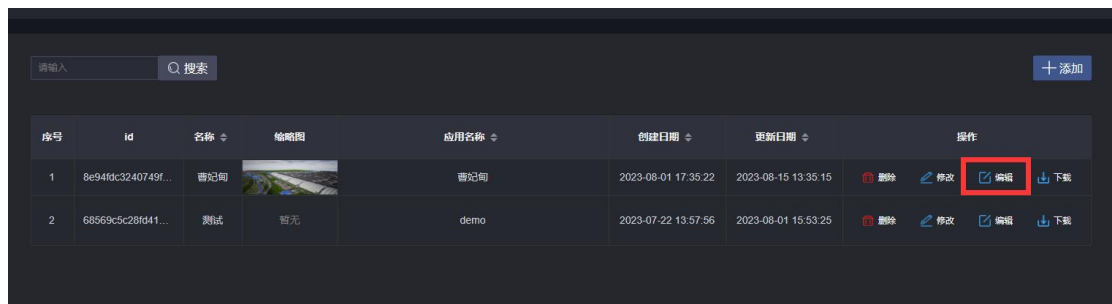 请输入 搜索 添加
序号 id 名称 缩略图 应用名称 创建日期 更新日期 操作
1 8e94fdc3240749f... 曹妃甸 曹妃甸 2023-08-01 17:35:22 2023-08-15 13:35:15 删除 修改 编辑 下载
2 68569c5c28fd41... 测试 暂无 demo 2023-07-22 13:57:56 2023-08-01 15:53:25 删除 修改 编辑 下载